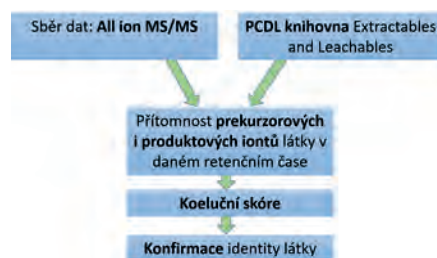 Sběr dat: All ion MS/MS
PCDL knihovna Extractables
and Leachables
Přítomnost prekurzorových
i produktových iontů látky v
daném retenčním čase
Koeluční skóre
Konfirmace identity látky